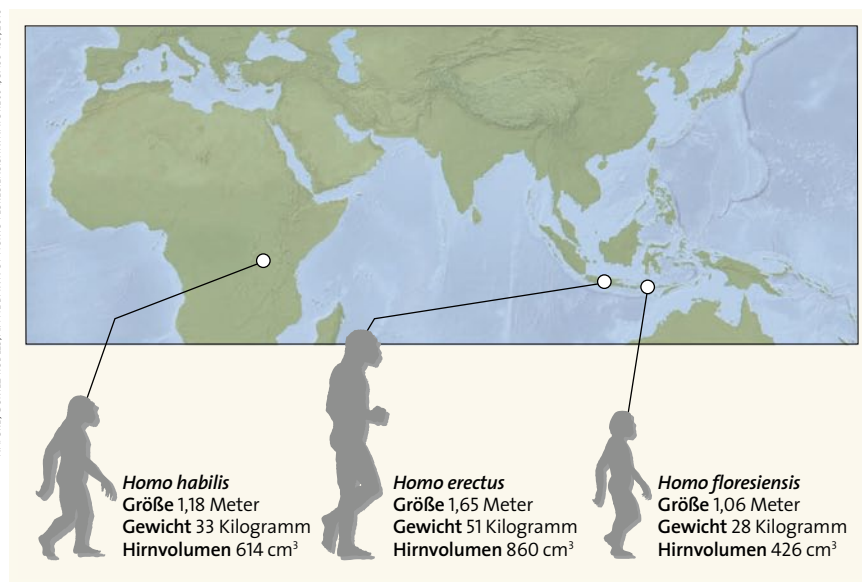 Homo habilis
Größe 1,18 Meter
Gewicht 33 Kilogramm
Hirnvolumen 614 cm³
Homo erectus
Größe 1,65 Meter
Gewicht 51 Kilogramm
Hirnvolumen 860 cm³
Homo floresiensis
Größe 1,06 Meter
Gewicht 28 Kilogramm
Hirnvolumen 426 cm³